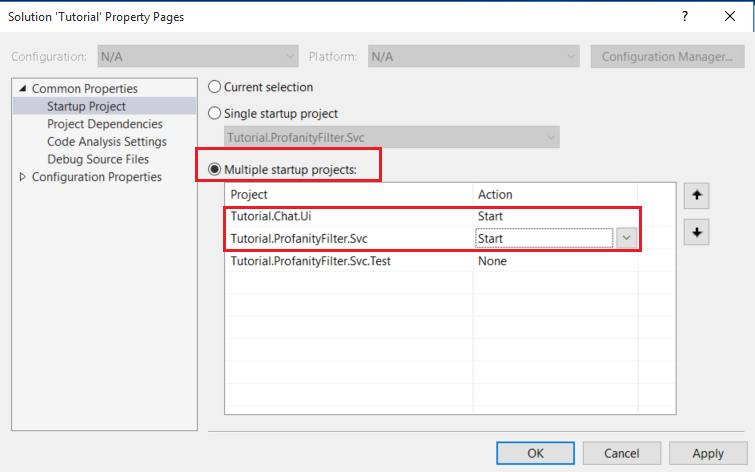 Solution 'Tutorial' Property Pages
?
Configuration: N/A Platform: N/A Configuration Manager...
Common Properties
Startup Project
Project Dependencies
Code Analysis Settings
Debug Source Files
Configuration Properties
Current selection
Single startup project
Tutorial.ProfanityFilter.Svc
Multiple startup projects:
Project Action
Tutorial.Chat.Ui Start
Tutorial.ProfanityFilter.Svc Start
Tutorial.ProfanityFilter.Svc.Test None
OK Cancel Apply